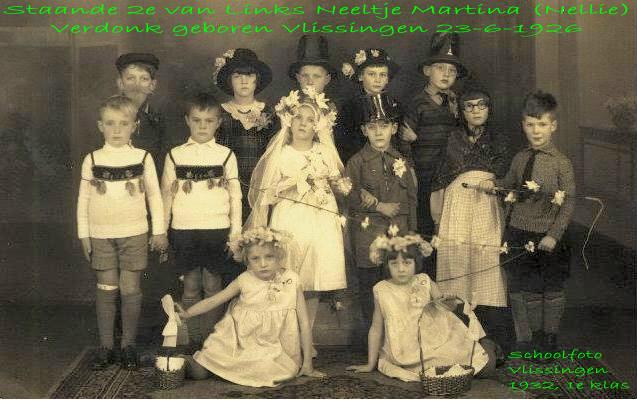 Staande 2e van Links Neeltje Martina (Nellie)
Verdonk geboren Vlissingen 23-6-1926
Schoolfoto
Vlissingen
1932, 1e klas